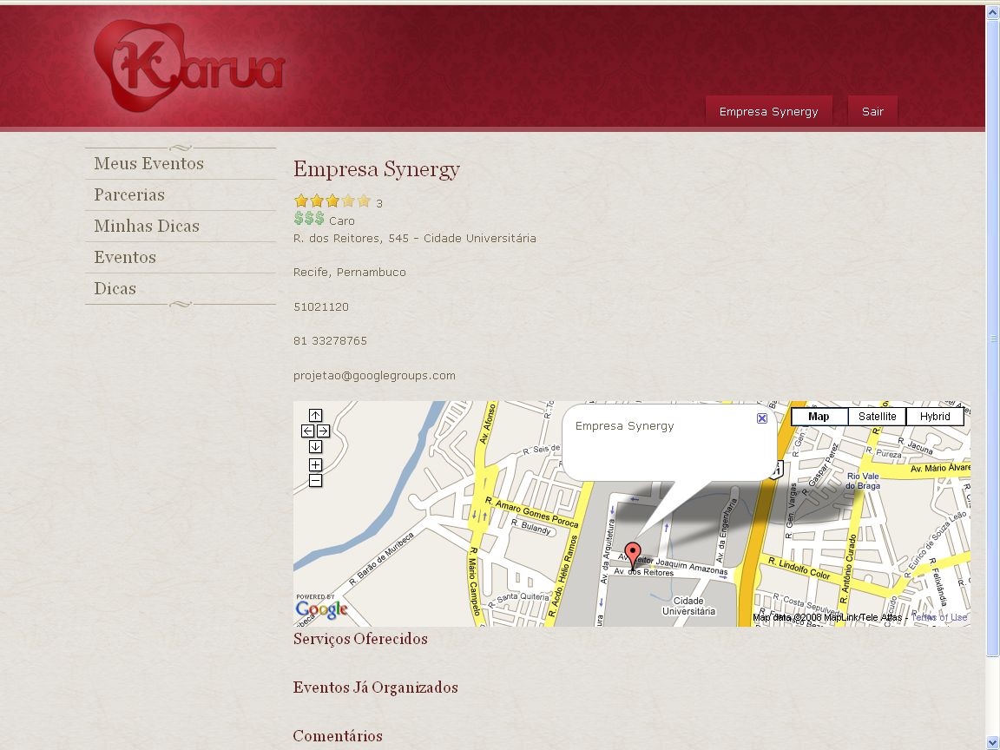 Karua
Empresa Synergy
Sair
Meus Eventos
Parcerias
Minhas Dicas
Eventos
Dicas
Empresa Synergy
3
$$$ Caro
R. dos Reitores, 545 - Cidade Universitária
Recife, Pernambuco
51021120
81 33278765
projetao@googlegroups.com
Empresa Synergy
Map
Satellite
Hybrid
Av. Afonso
R. Seis de
R. Gen
R. Gaspar Perez
R. Pureza
R. Jacuna
Av. Mário Álvare
Rio Vale
do Braga
R. Amaro Gomes Poroca
R. Bulandy
R. Barão de Muribeca
R. Mário Campelo
R. Acdo. Hélio Ramos
Av. da Arquitetura
Av. da Engenharia
R. Gen. Vargas
Joaquim Amazonas
Av. dos Reitores
R. Lindolfo Color
R. Antônio Curado
R. Eurico de Souza Leão
R. Felixlândia
R. Santa Quiteria
Cidade
Universitária
R. Costa Sepulveda
POWERED BY
Google
Map data ©2008 MapLink/Tele Atlas - Terms of Use
Serviços Oferecidos
Eventos Já Organizados
Comentários